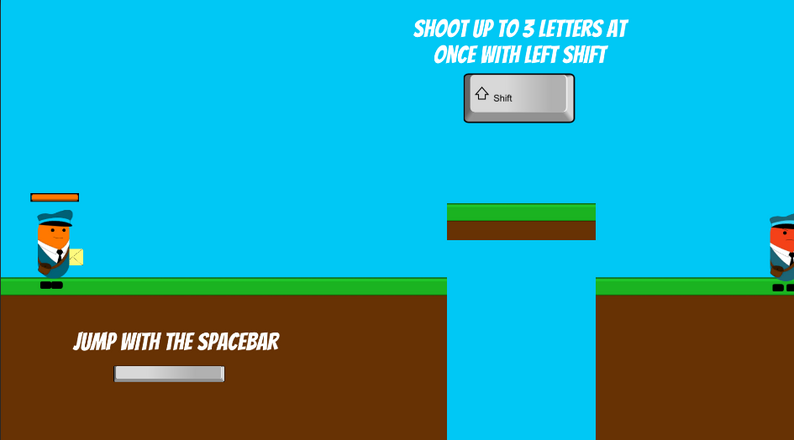 SHOOT UP TO 3 LETTERS AT
ONCE WITH LEFT SHIFT
Shift
JUMP WITH THE SPACEBAR